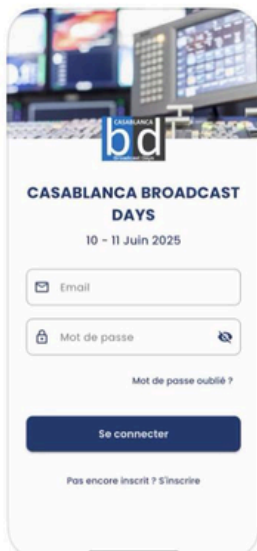 CASABLANCA
bd
CASABLANCA BROADCAST
DAYS
10 - 11 Juin 2025
Email
Mot de passe
Mot de passe oublié ?
Se connecter
Pas encore inscrit ? S'inscrire